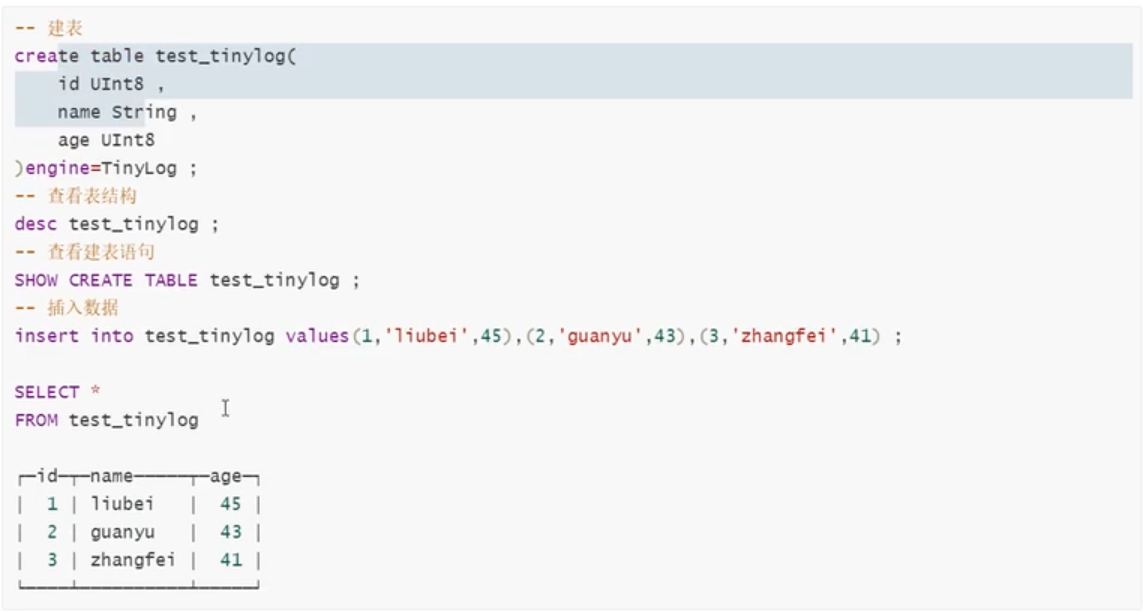 -- 建表
create table test_tinylog(
    id UInt8 ,
    name String ,
    age UInt8
)engine=TinyLog ;
-- 查看表结构
desc test_tinylog ;
-- 查看建表语句
SHOW CREATE TABLE test_tinylog ;
-- 插入数据
insert into test_tinylog values(1,'liubei',45),(2,'guanyu',43),(3,'zhangfei',41) ;
SELECT *
FROM test_tinylog
┌─id─┬─name─────┬─age─┐
|  1 | liubei   |  45 |
|  2 | guanyu   |  43 |
|  3 | zhangfei |  41 |
└────┴──────────┴─────┘